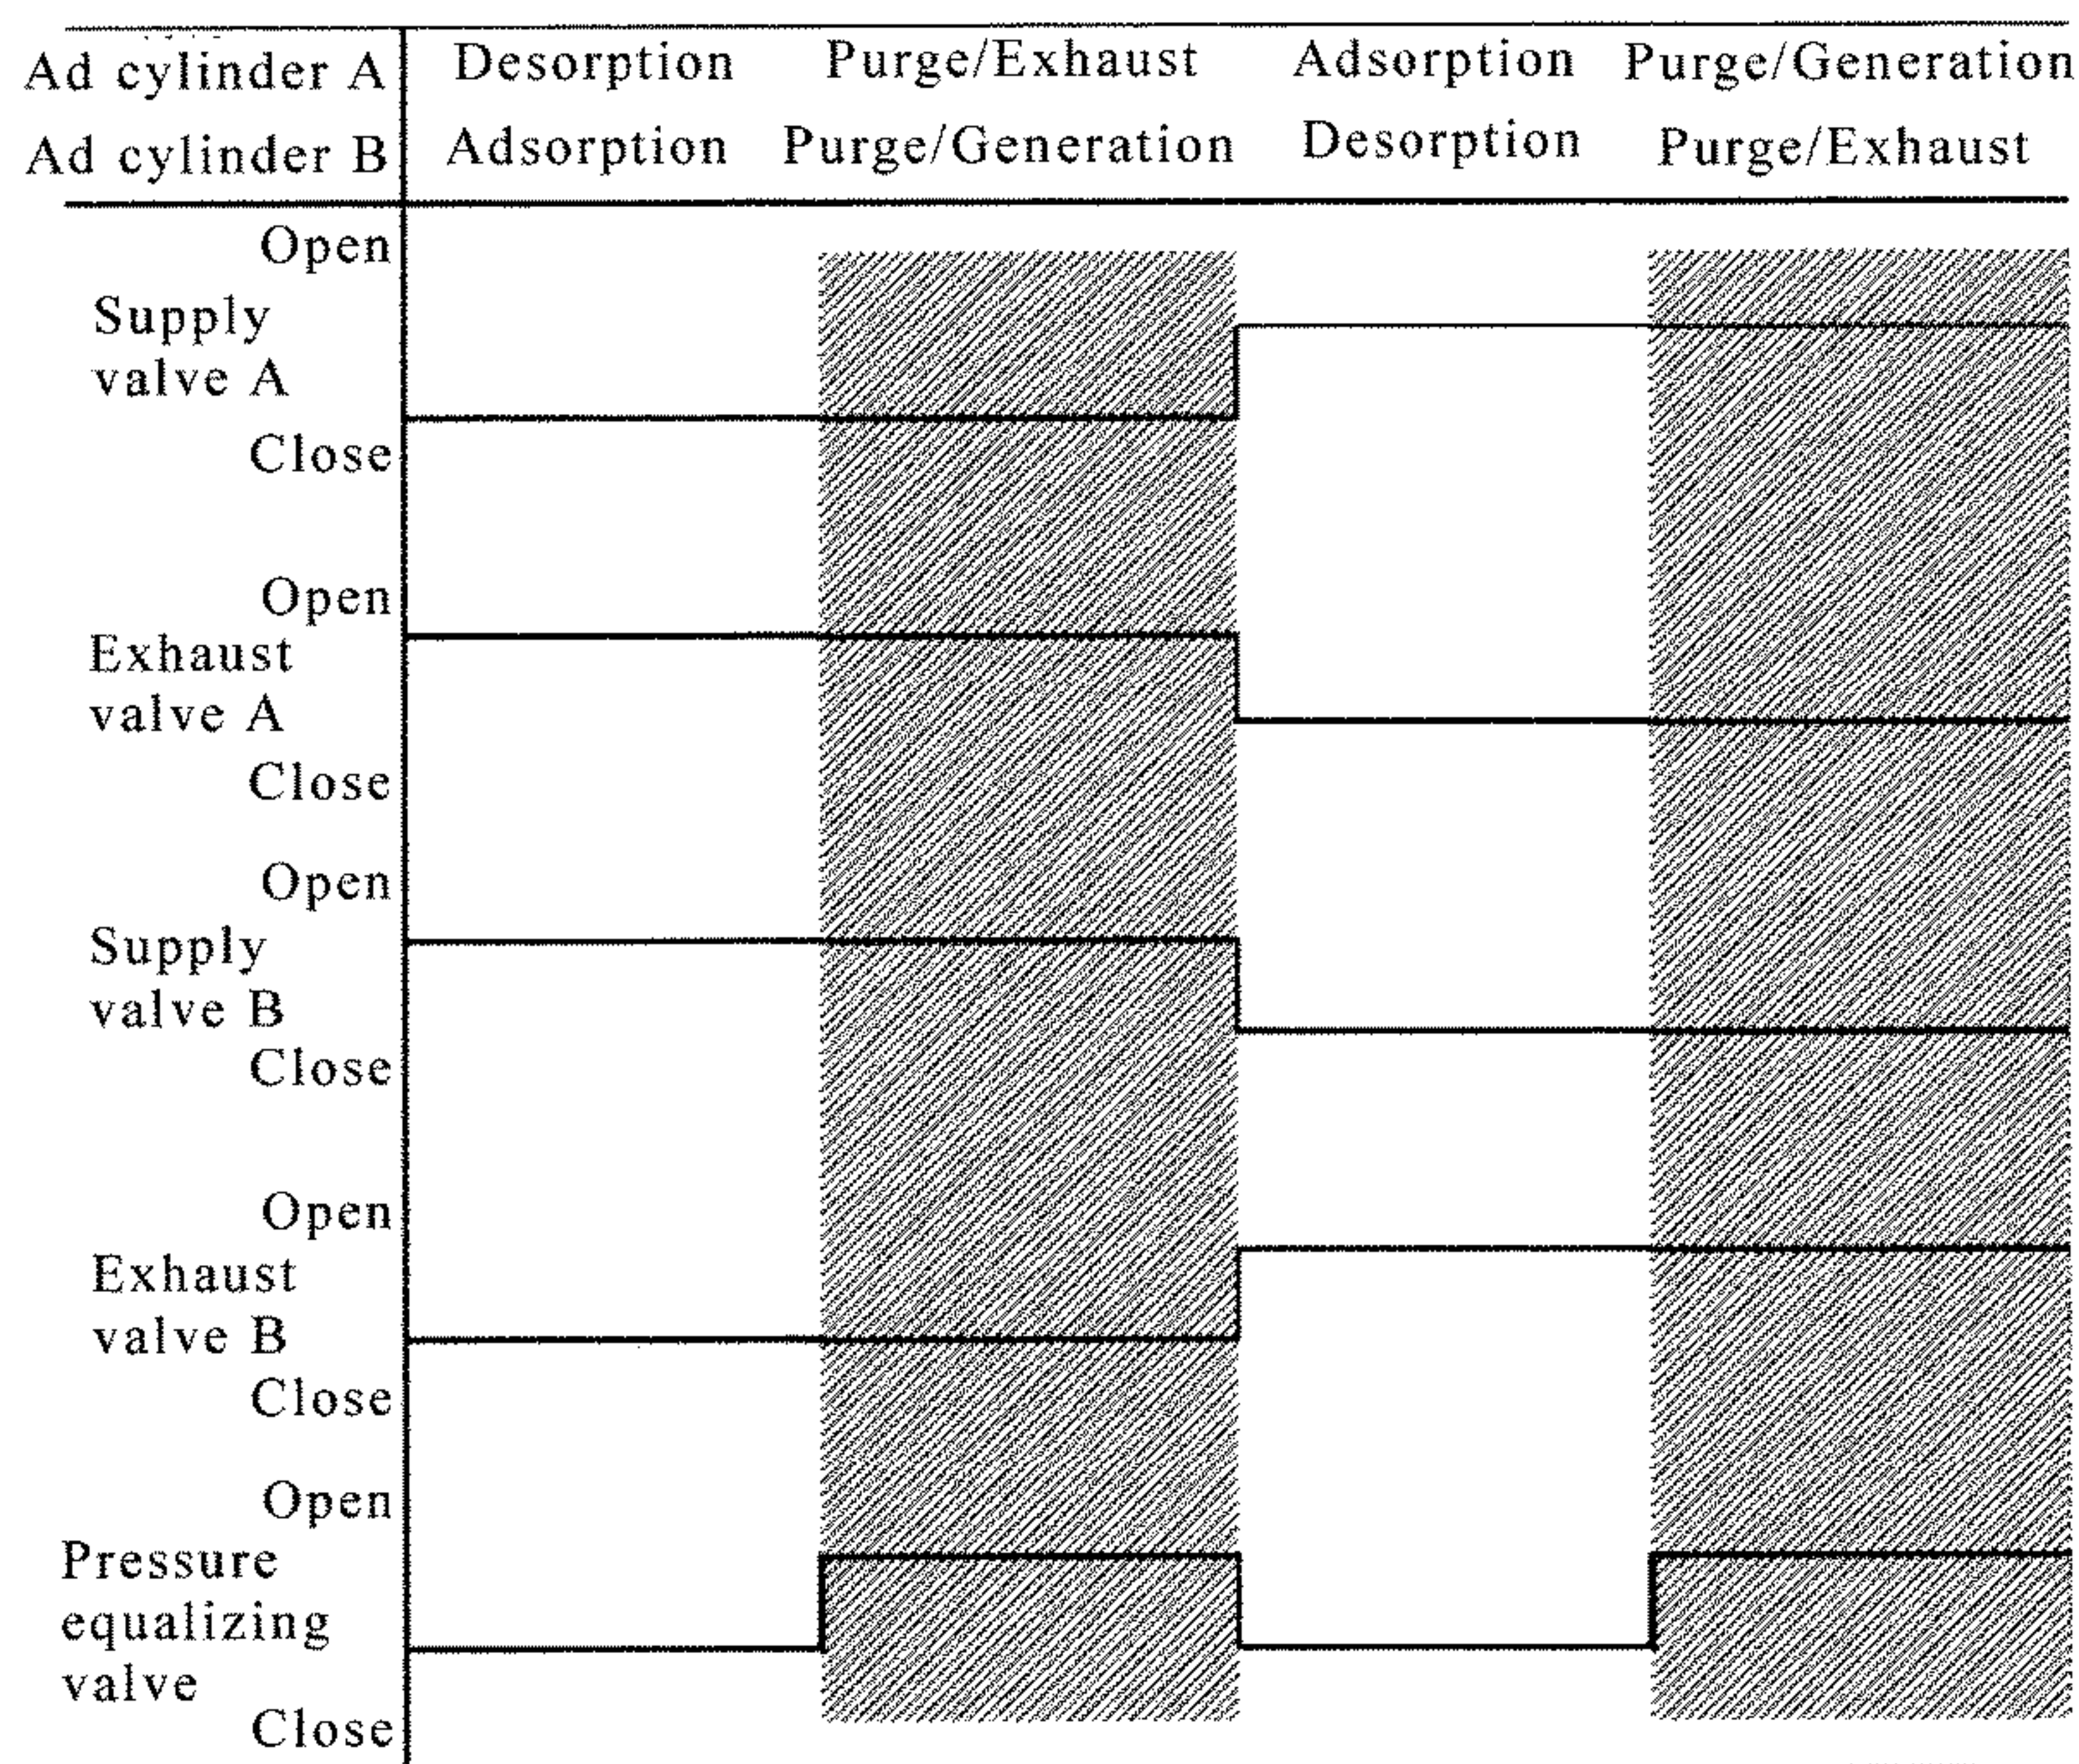 Ad cylinder A Desorption Purge/Exhaust Adsorption Purge/Generation
Ad cylinder B Adsorption Purge/Generation Desorption Purge/Exhaust
Open
Supply
valve A
Close
Open
Exhaust
valve A
Close
Open
Supply
valve B
Close
Open
Exhaust
valve B
Close
Open
Pressure
equalizing
valve
Close